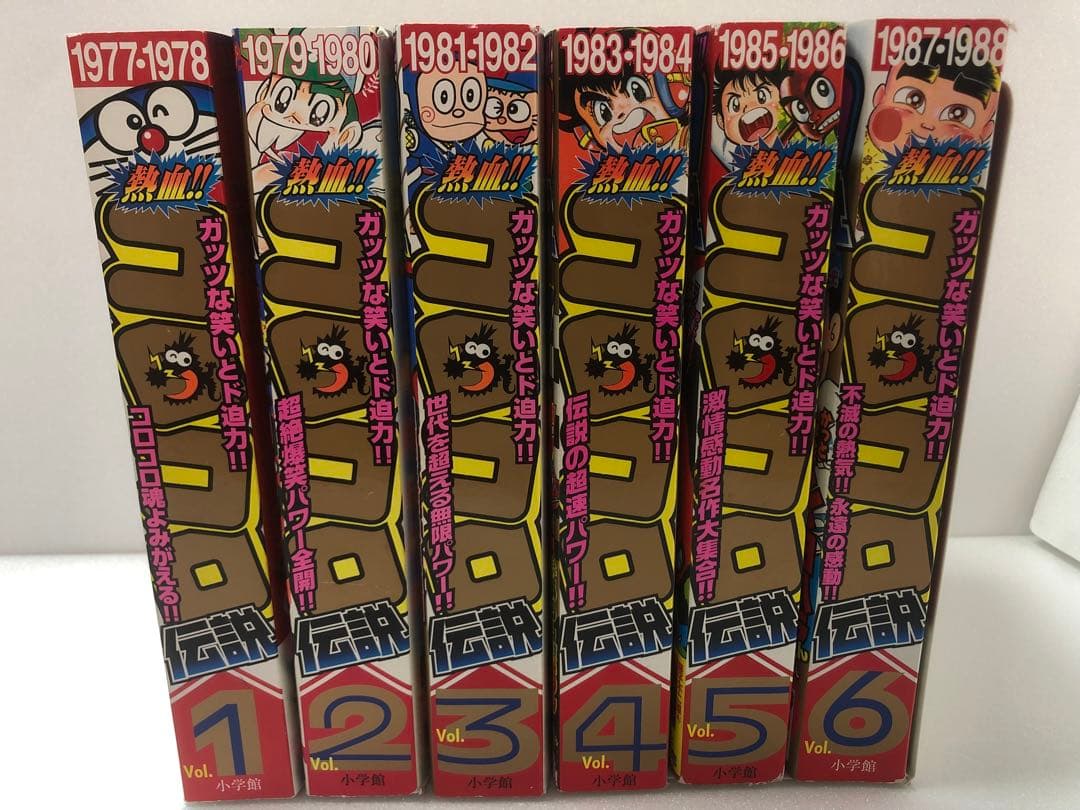 1977・1978
熱血!!
コロコロ
ガッツな笑いとド迫力!!
コロコロ魂よみがえる!!
伝説
Vol.
1
小学館
1979・1980
熱血!!
コロコロ
ガッツな笑いとド迫力!!
超絶爆笑パワー全開!!
伝説
Vol.
2
小学館
1981・1982
熱血!!
コロコロ
ガッツな笑いとド迫力!!
世代を超える無限パワー!!
伝説
Vol.
3
小学館
1983・1984
熱血!!
コロコロ
ガッツな笑いとド迫力!!
伝説の超速パワー!!
伝説
Vol.
4
小学館
1985・1986
熱血!!
コロコロ
ガッツな笑いとド迫力!!
激情感動名作大集合!!
伝説
Vol.
5
小学館
1987・1988
熱血!!
コロコロ
ガッツな笑いとド迫力!!
不滅の熱気!! 永遠の感動!!
伝説
Vol.
6
小学館